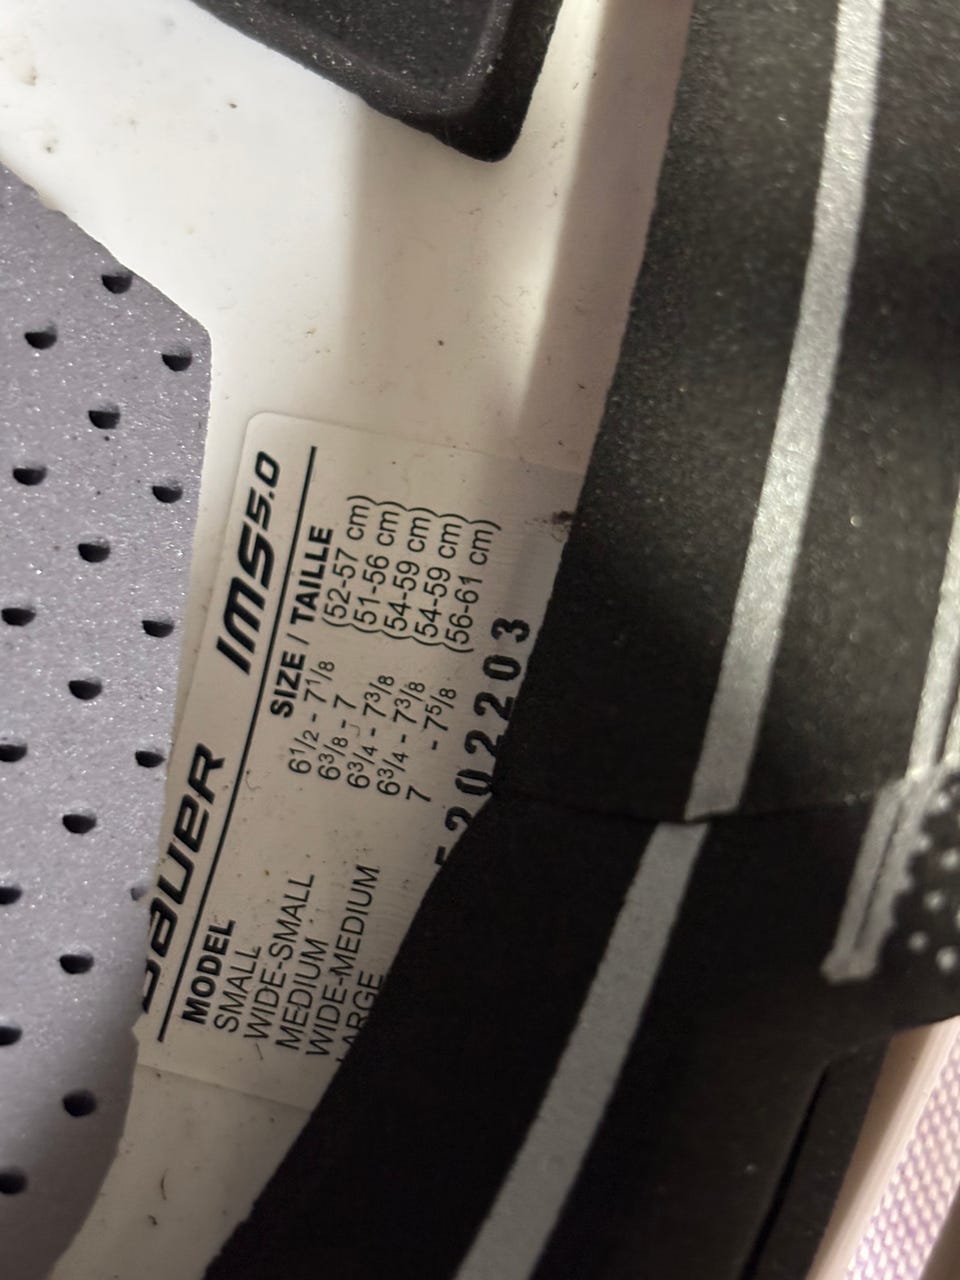 BAUER IMS5.0
MODEL SIZE / TAILLE
SMALL 6 1/2 - 7 1/8 (52-57 cm)
WIDE-SMALL 6 3/8 - 7 (51-56 cm)
MEDIUM 6 3/4 - 7 3/8 (54-59 cm)
WIDE-MEDIUM 6 3/4 - 7 3/8 (54-59 cm)
LARGE 7 - 7 5/8 (56-61 cm)
202203